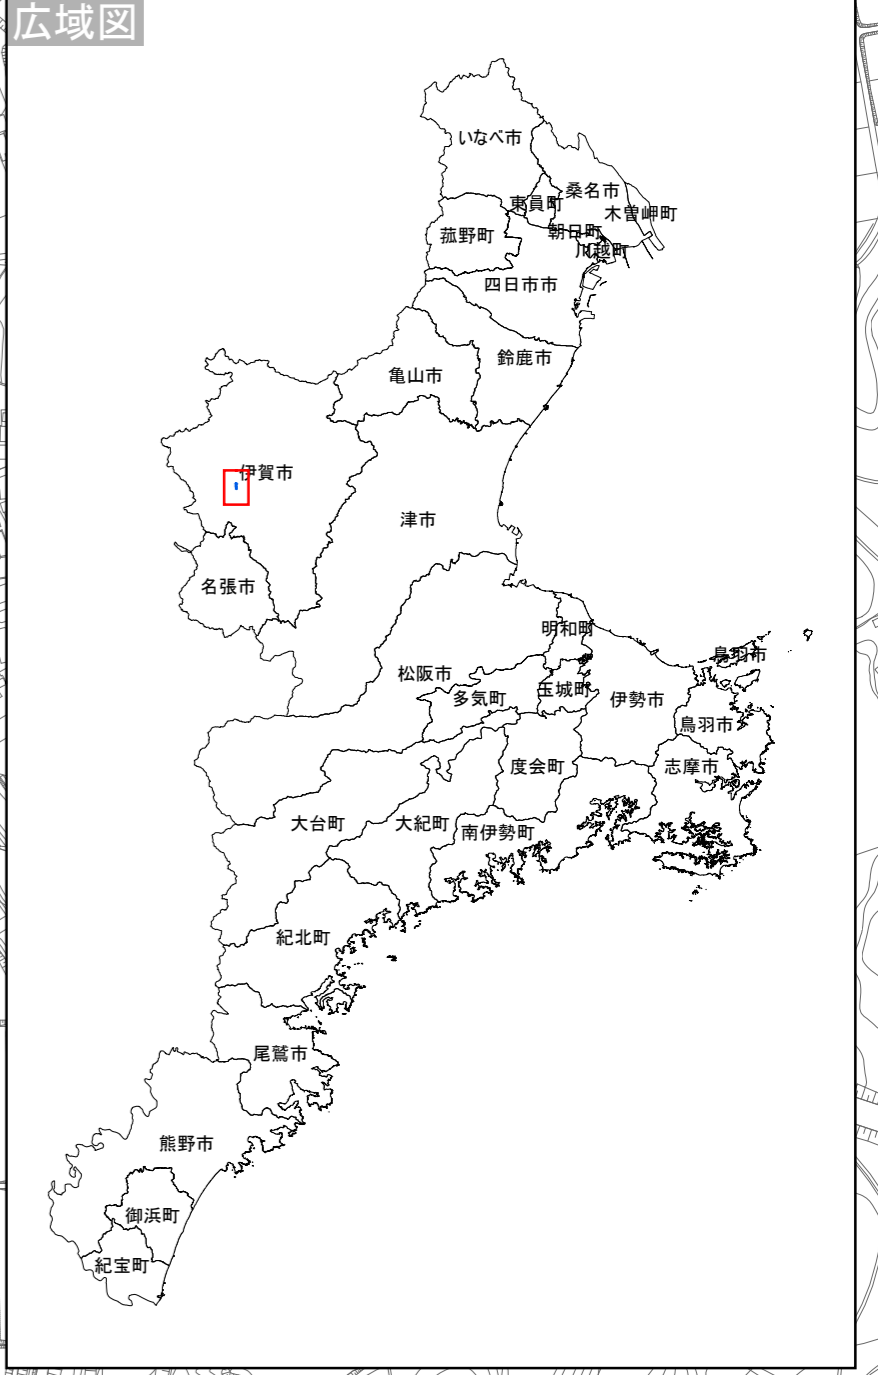 広域図
いなべ市
桑名市
東員町
木曽岬町
朝日町
菰野町
川越町
四日市市
鈴鹿市
亀山市
伊賀市
津市
名張市
明和町
鳥羽市
松阪市
玉城町
多気町
伊勢市
鳥羽市
度会町
志摩市
大台町
大紀町
南伊勢町
紀北町
尾鷲市
熊野市
御浜町
紀宝町